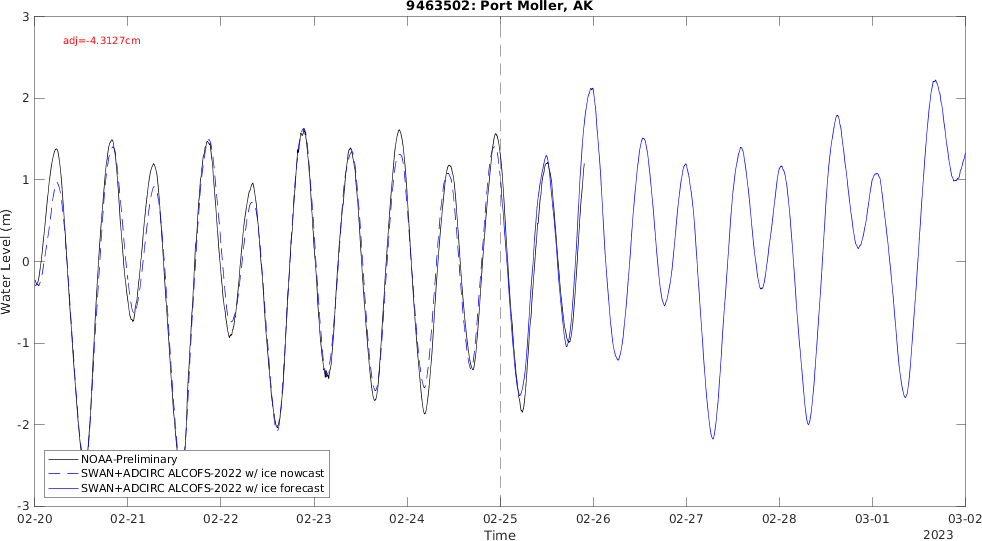 9463502: Port Moller, AK
adj=-4.3127cm
Water Level (m)
3
2
1
0
-1
-2
-3
NOAA-Preliminary
SWAN+ADCIRC ALCOFS-2022 w/ ice nowcast
SWAN+ADCIRC ALCOFS-2022 w/ ice forecast
02-20 02-21 02-22 02-23 02-24 02-25 02-26 02-27 02-28 03-01 03-02
Time
2023